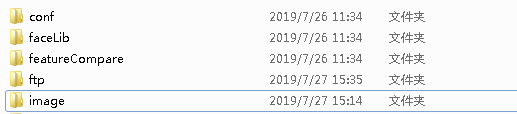 conf 2019/7/26 11:34 文件夹
faceLib 2019/7/26 11:34 文件夹
featureCompare 2019/7/26 11:34 文件夹
ftp 2019/7/27 15:35 文件夹
image 2019/7/27 15:14 文件夹